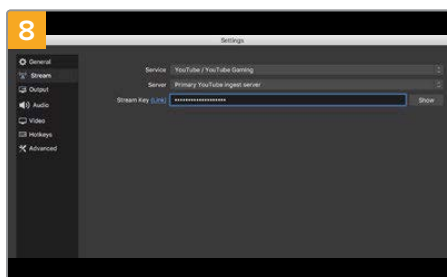 8
Settings
General
Stream
Output
Audio
Video
Hotkeys
Advanced
Service YouTube / YouTube Gaming
Server Primary YouTube ingest server
Stream Key (Link) •••••••••••••••••••• Show